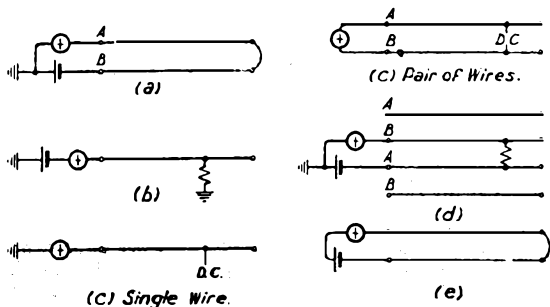 A
B
(a)
(b)
D.C.
(c) Single Wire.
A
B
D.C
(c) Pair of Wires.
A
B
A
B
(d)
(e)